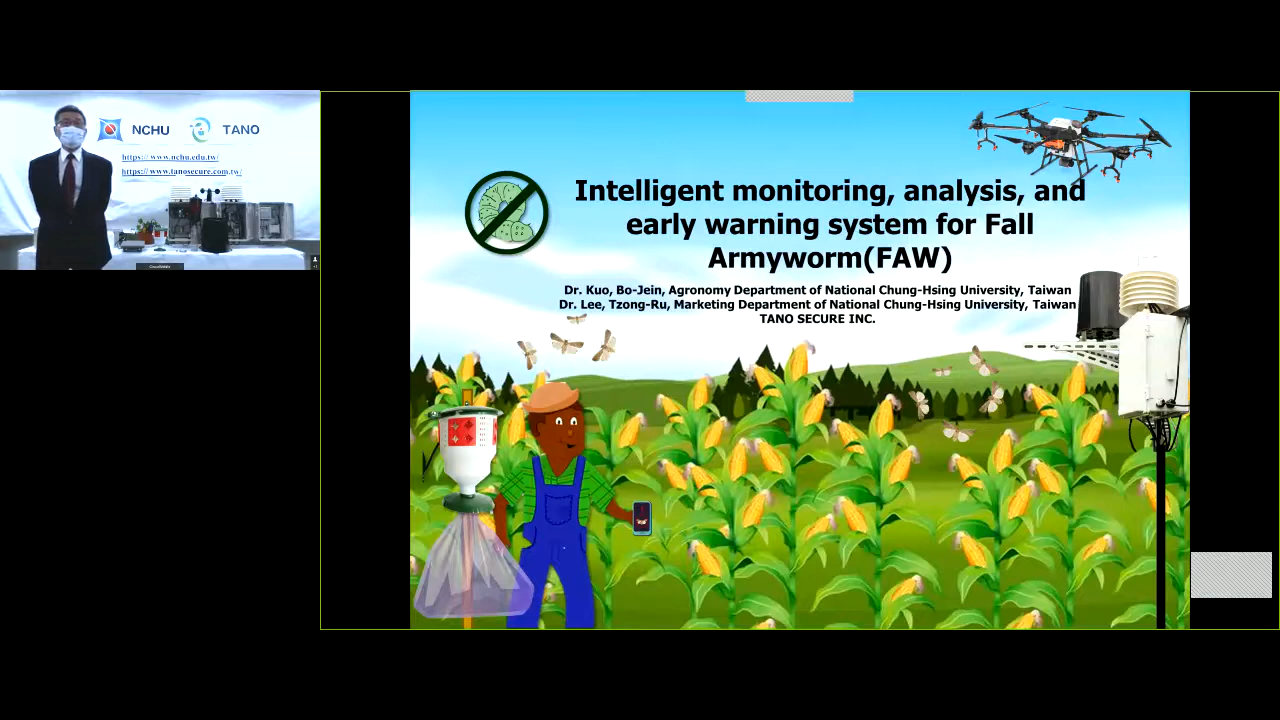 NCHU
TANO
https://www.nchu.edu.tw/
https://www.tanosecure.com.tw/
Intelligent monitoring, analysis, and
early warning system for Fall
Armyworm(FAW)
Dr. Kuo, Bo-Jein, Agronomy Department of National Chung-Hsing University, Taiwan
Dr. Lee, Tzong-Ru, Marketing Department of National Chung-Hsing University, Taiwan
TANO SECURE INC.